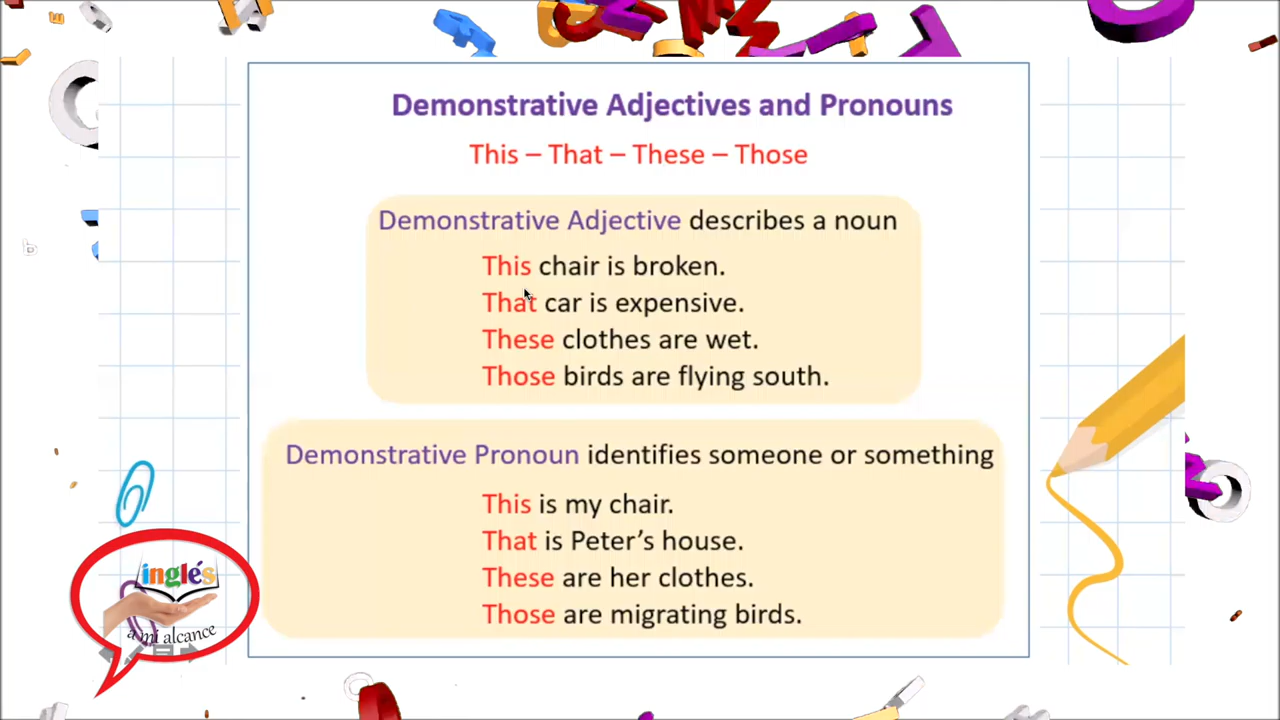 Demonstrative Adjectives and Pronouns
This – That – These – Those
Demonstrative Adjective describes a noun
This chair is broken.
That car is expensive.
These clothes are wet.
Those birds are flying south.
Demonstrative Pronoun identifies someone or something
This is my chair.
That is Peter’s house.
These are her clothes.
Those are migrating birds.
inglés
a mi alcance